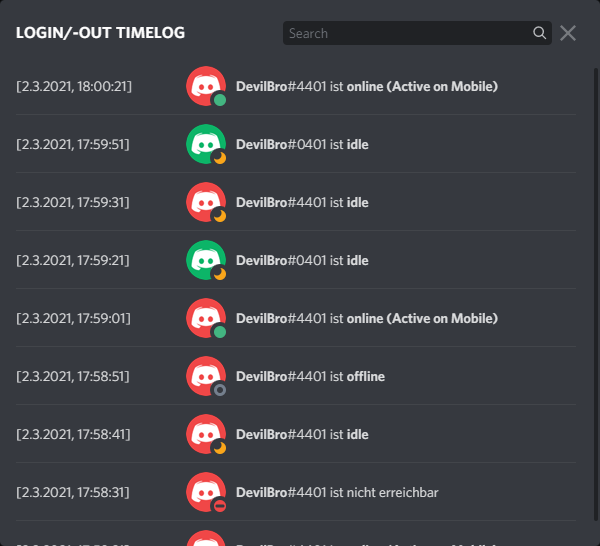 LOGIN/-OUT TIMELOG
Search
[2.3.2021, 18:00:21] DevilBro#4401 ist online (Active on Mobile)
[2.3.2021, 17:59:51] DevilBro#0401 ist idle
[2.3.2021, 17:59:31] DevilBro#4401 ist idle
[2.3.2021, 17:59:21] DevilBro#0401 ist idle
[2.3.2021, 17:59:01] DevilBro#4401 ist online (Active on Mobile)
[2.3.2021, 17:58:51] DevilBro#4401 ist offline
[2.3.2021, 17:58:41] DevilBro#4401 ist idle
[2.3.2021, 17:58:31] DevilBro#4401 ist nicht erreichbar